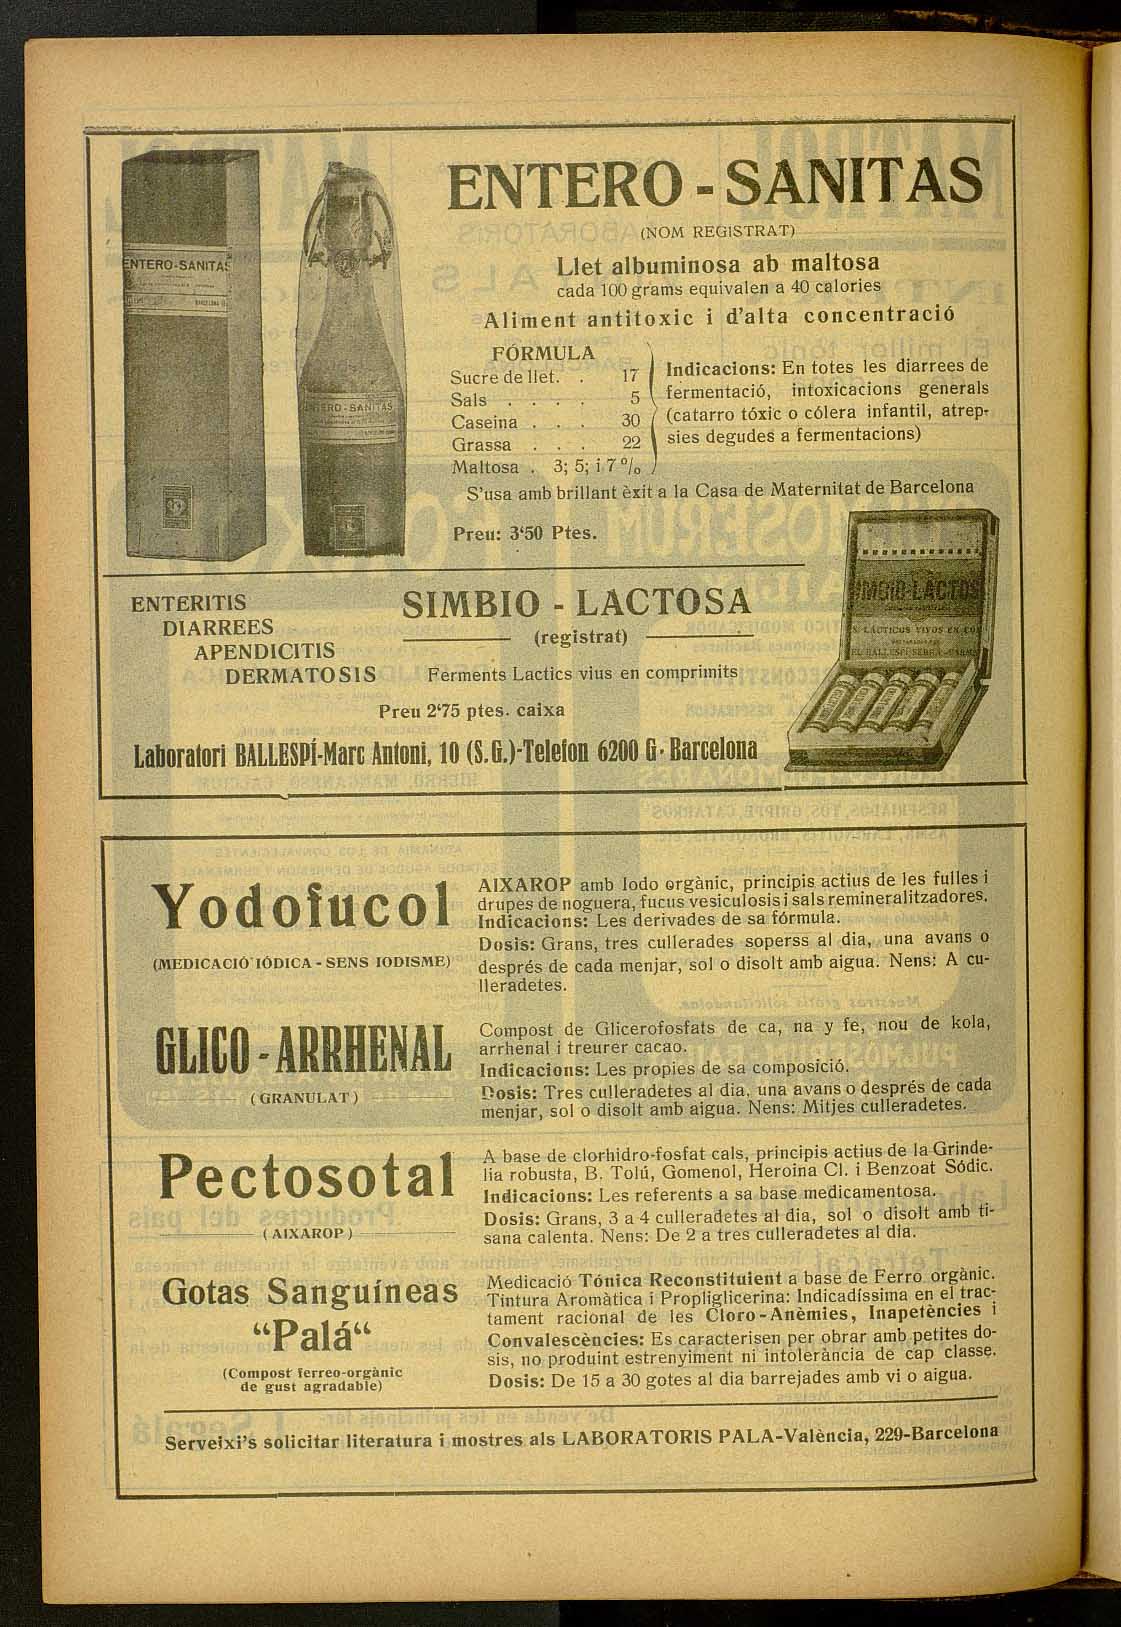 ENTERO-SANITAS
(NOM REGISTRAT)
Llet albuminosa ab maltosa
cada 100 grams equivalen a 40 calories
Aliment antitoxic i d'alta concentració
FÓRMULA
Sucre de llet. . 17
Sals . . . . 5
Caseina . . . 30
Grassa . . . 22
Maltosa . 3; 5; i 7 %
Indicacions: En totes les diarrees de
fermentació, intoxicacions generals
(catarro tóxic o cólera infantil, atrep-
sies degudes a fermentacions)
S'usa amb brillant èxit a la Casa de Maternitat de Barcelona
Preu: 3'50 Ptes.
ENTERO-SANITAS
BARCELONA
ENTERO-SANITAS
ENTERITIS
DIARREES
APENDICITIS
DERMATOSIS
SIMBIO - LACTOSA
(registrat)
Ferments Lactics vius en comprimits
Preu 2'75 ptes. caixa
Laboratori BALLESPÍ-Marc Antoni, 10 (S.G.)-Telefon 6200 G-Barcelona
SIMBIO-LACTOS
LÁCTICOS VIVOS EN CO
BALLESPI SERRA
Yodofucol
(MEDICACIÓ IÓDICA - SENS IODISME)
AIXAROP amb Iodo orgànic, principis actius de les fulles i
drupes de noguera, fucus vesiculosis i sals remineralitzadores.
Indicacions: Les derivades de sa fórmula.
Dosis: Grans, tres cullerades soperss al dia, una avans o
després de cada menjar, sol o disolt amb aigua. Nens: A cu-
lleradetes.
GLICO-ARRHENAL
(GRANULAT)
Compost de Glicerofosfats de ca, na y fe, nou de kola,
arrhenal i treurer cacao.
Indicacions: Les propies de sa composició.
Dosis: Tres culleradetes al dia, una avans o després de cada
menjar, sol o disolt amb aigua. Nens: Mitjes culleradetes.
Pectosotal
(AIXAROP)
A base de clorhidro-fosfat cals, principis actius de la Grinde-
lia robusta, B. Tolú, Gomenol, Heroina Cl. i Benzoat Sódic.
Indicacions: Les referents a sa base medicamentosa.
Dosis: Grans, 3 a 4 culleradetes al dia, sol o disolt amb ti-
sana calenta. Nens: De 2 a tres culleradetes al dia.
Gotas Sanguíneas
“Palá“
(Compost ferreo-orgànic
de gust agradable)
Medicació Tónica Reconstituient a base de Ferro orgànic.
Tintura Aromàtica i Propliglicerina: Indicadíssima en el trac-
tament racional de les Cloro-Anèmies, Inapetències i
Convalescències: Es caracterisen per obrar amb petites do-
sis, no produint estrenyiment ni intolerància de cap classe.
Dosis: De 15 a 30 gotes al dia barrejades amb vi o aigua.
Serveixi's solicitar literatura i mostres als LABORATORIS PALA-València, 229-Barcelona